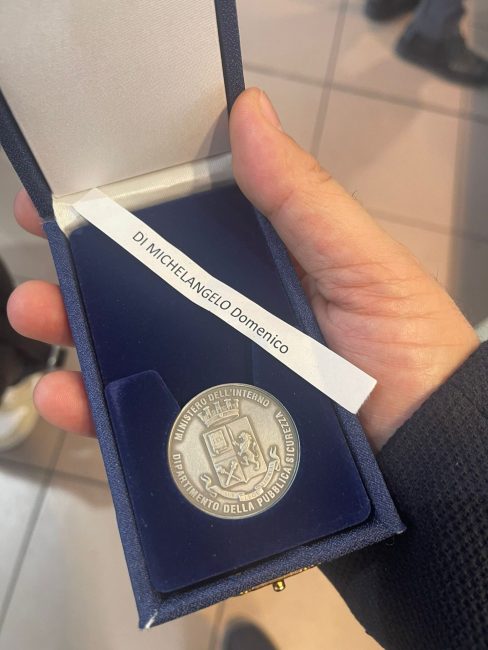 DI MICHELANGELO Domenico
MINISTERO DELL'INTERNO
DIPARTIMENTO DELLA PUBBLICA SICUREZZA